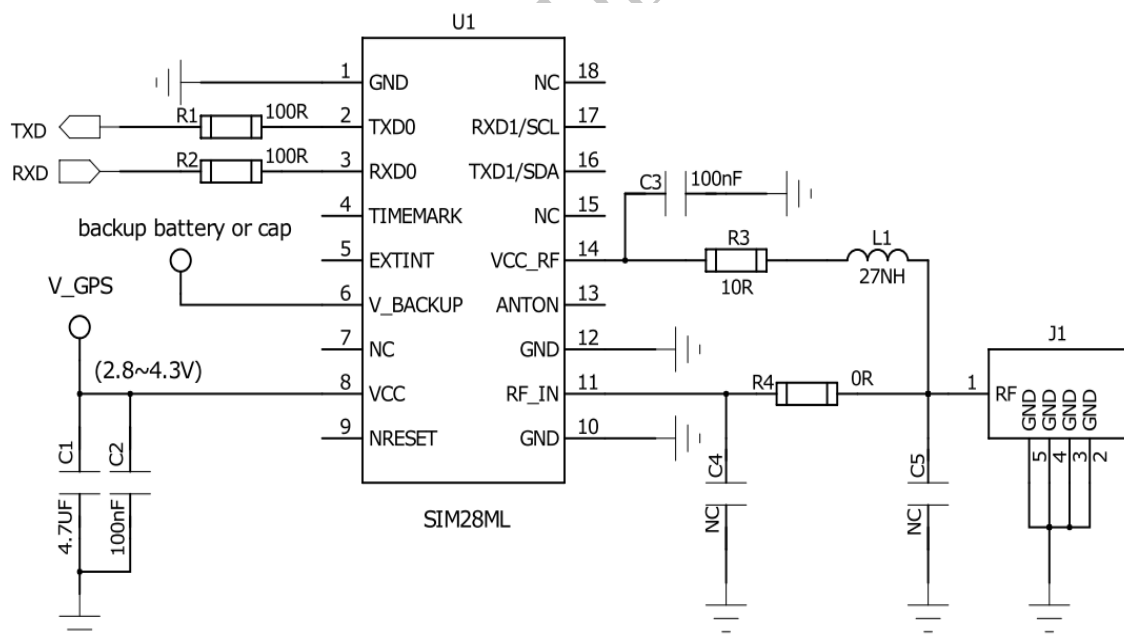 U1
1 GND
2 TXD0
3 RXD0
4 TIMEMARK
5 EXTINT
6 V_BACKUP
7 NC
8 VCC
9 NRESET
NC 18
RXD1/SCL 17
TXD1/SDA 16
NC 15
VCC_RF 14
ANTON 13
GND 12
RF_IN 11
GND 10
SIM28ML
TXD
R1 100R
RXD
R2 100R
backup battery or cap
V_GPS
(2.8~4.3V)
C1
4.7UF
C2
100nF
C3 100nF
R3
10R
L1
27NH
R4 0R
C4
NC
C5
NC
J1
1 RF
GND
GND
GND
GND
5
4
3
2